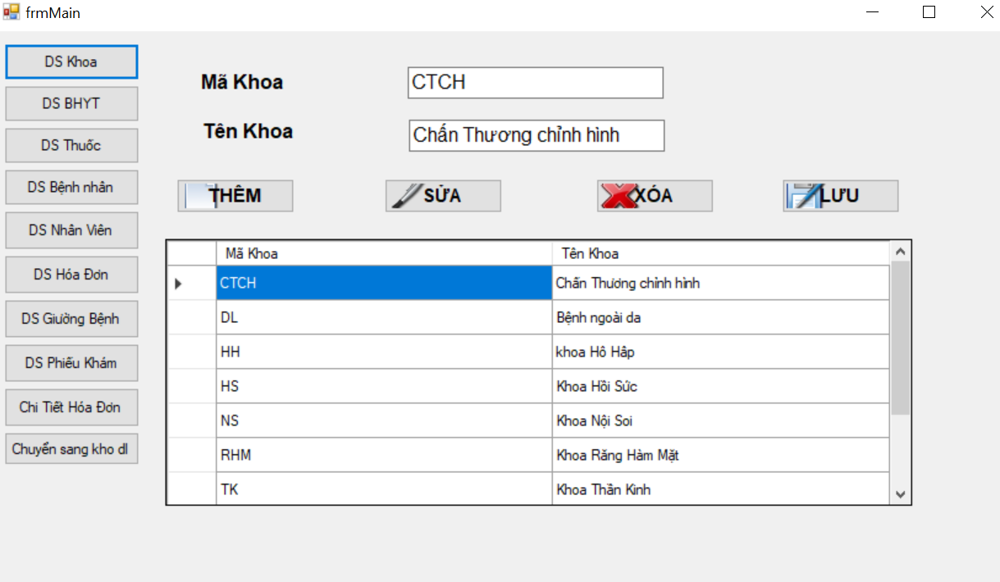 frmMain
DS Khoa
DS BHYT
DS Thuốc
DS Bệnh nhân
DS Nhân Viên
DS Hóa Đơn
DS Giường Bệnh
DS Phiếu Khám
Chi Tiết Hóa Đơn
Chuyển sang kho dl
Mã Khoa CTCH
Tên Khoa Chấn Thương chỉnh hình
THÊM SỬA XÓA LƯU
Mã Khoa Tên Khoa
CTCH Chấn Thương chỉnh hình
DL Bệnh ngoài da
HH khoa Hô Hấp
HS Khoa Hồi Sức
NS Khoa Nội Soi
RHM Khoa Răng Hàm Mặt
TK Khoa Thần Kinh